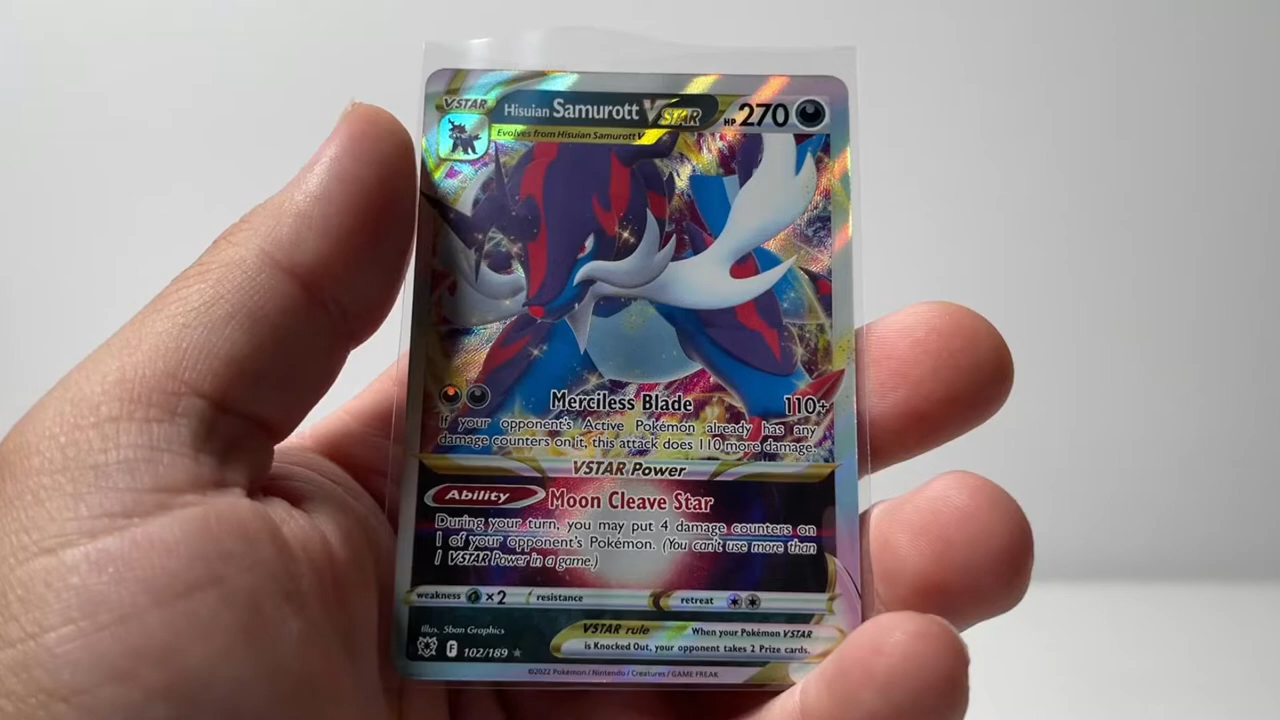 VSTAR
Hisuian Samurott VSTAR HP 270
Evolves from Hisuian Samurott V
Merciless Blade 110+
If your opponent's Active Pokémon already has any
damage counters on it, this attack does 110 more damage.
VSTAR Power
Ability Moon Cleave Star
During your turn, you may put 4 damage counters on
1 of your opponent's Pokémon. (You can't use more than
1 VSTAR Power in a game.)
weakness ×2 resistance retreat
Illus. 5ban Graphics
VSTAR rule When your Pokémon VSTAR
is Knocked Out, your opponent takes 2 Prize cards.
F 102/189
©2022 Pokémon / Nintendo / Creatures / GAME FREAK